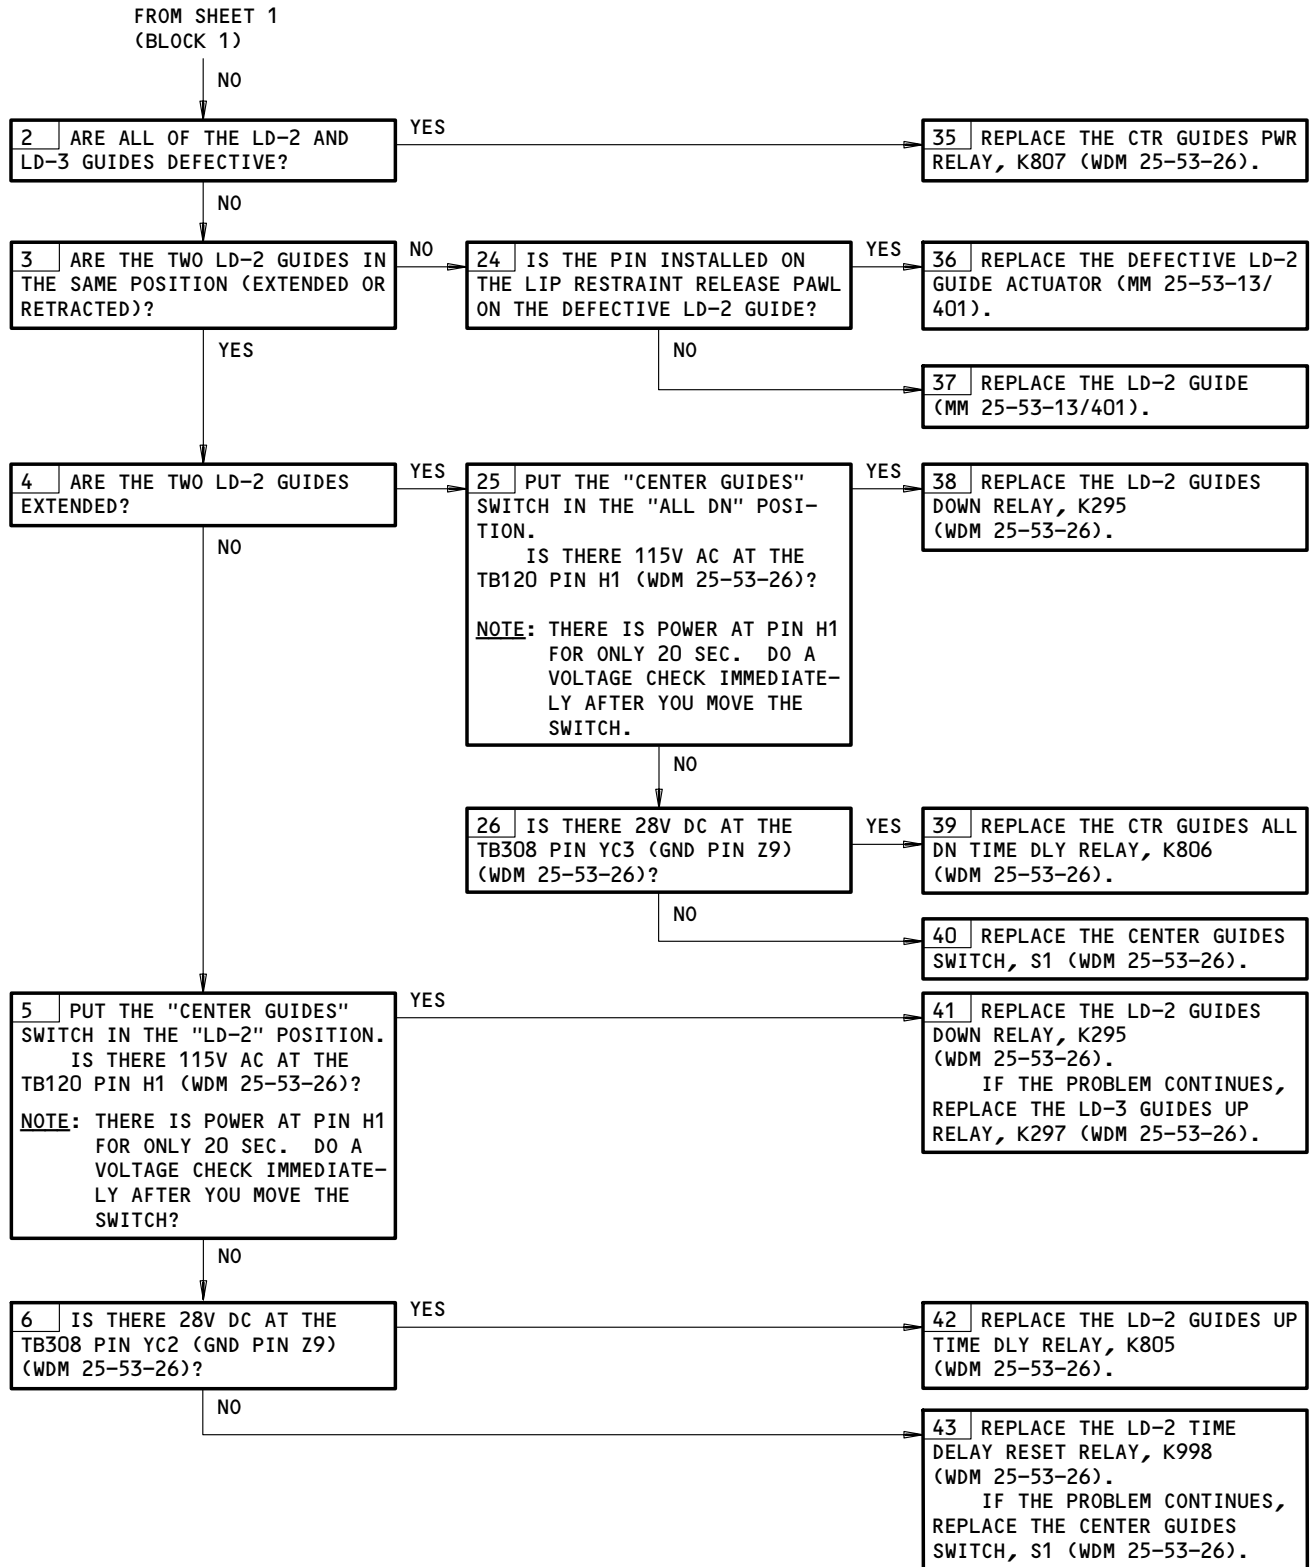 FROM SHEET 1
(BLOCK 1)
NO
2 ARE ALL OF THE LD-2 AND
LD-3 GUIDES DEFECTIVE?
YES
35 REPLACE THE CTR GUIDES PWR
RELAY, K807 (WDM 25-53-26).
NO
3 ARE THE TWO LD-2 GUIDES IN
THE SAME POSITION (EXTENDED OR
RETRACTED)?
NO
24 IS THE PIN INSTALLED ON
THE LIP RESTRAINT RELEASE PAWL
ON THE DEFECTIVE LD-2 GUIDE?
YES
36 REPLACE THE DEFECTIVE LD-2
GUIDE ACTUATOR (MM 25-53-13/
401).
NO
37 REPLACE THE LD-2 GUIDE
(MM 25-53-13/401).
YES
4 ARE THE TWO LD-2 GUIDES
EXTENDED?
YES
25 PUT THE "CENTER GUIDES"
SWITCH IN THE "ALL DN" POSI-
TION.
IS THERE 115V AC AT THE
TB120 PIN H1 (WDM 25-53-26)?
NOTE: THERE IS POWER AT PIN H1
FOR ONLY 20 SEC. DO A
VOLTAGE CHECK IMMEDIATE-
LY AFTER YOU MOVE THE
SWITCH.
YES
38 REPLACE THE LD-2 GUIDES
DOWN RELAY, K295
(WDM 25-53-26).
NO
NO
26 IS THERE 28V DC AT THE
TB308 PIN YC3 (GND PIN Z9)
(WDM 25-53-26)?
YES
39 REPLACE THE CTR GUIDES ALL
DN TIME DLY RELAY, K806
(WDM 25-53-26).
NO
40 REPLACE THE CENTER GUIDES
SWITCH, S1 (WDM 25-53-26).
5 PUT THE "CENTER GUIDES"
SWITCH IN THE "LD-2" POSITION.
IS THERE 115V AC AT THE
TB120 PIN H1 (WDM 25-53-26)?
NOTE: THERE IS POWER AT PIN H1
FOR ONLY 20 SEC. DO A
VOLTAGE CHECK IMMEDIATE-
LY AFTER YOU MOVE THE
SWITCH?
YES
41 REPLACE THE LD-2 GUIDES
DOWN RELAY, K295
(WDM 25-53-26).
IF THE PROBLEM CONTINUES,
REPLACE THE LD-3 GUIDES UP
RELAY, K297 (WDM 25-53-26).
NO
6 IS THERE 28V DC AT THE
TB308 PIN YC2 (GND PIN Z9)
(WDM 25-53-26)?
YES
42 REPLACE THE LD-2 GUIDES UP
TIME DLY RELAY, K805
(WDM 25-53-26).
NO
43 REPLACE THE LD-2 TIME
DELAY RESET RELAY, K998
(WDM 25-53-26).
IF THE PROBLEM CONTINUES,
REPLACE THE CENTER GUIDES
SWITCH, S1 (WDM 25-53-26).